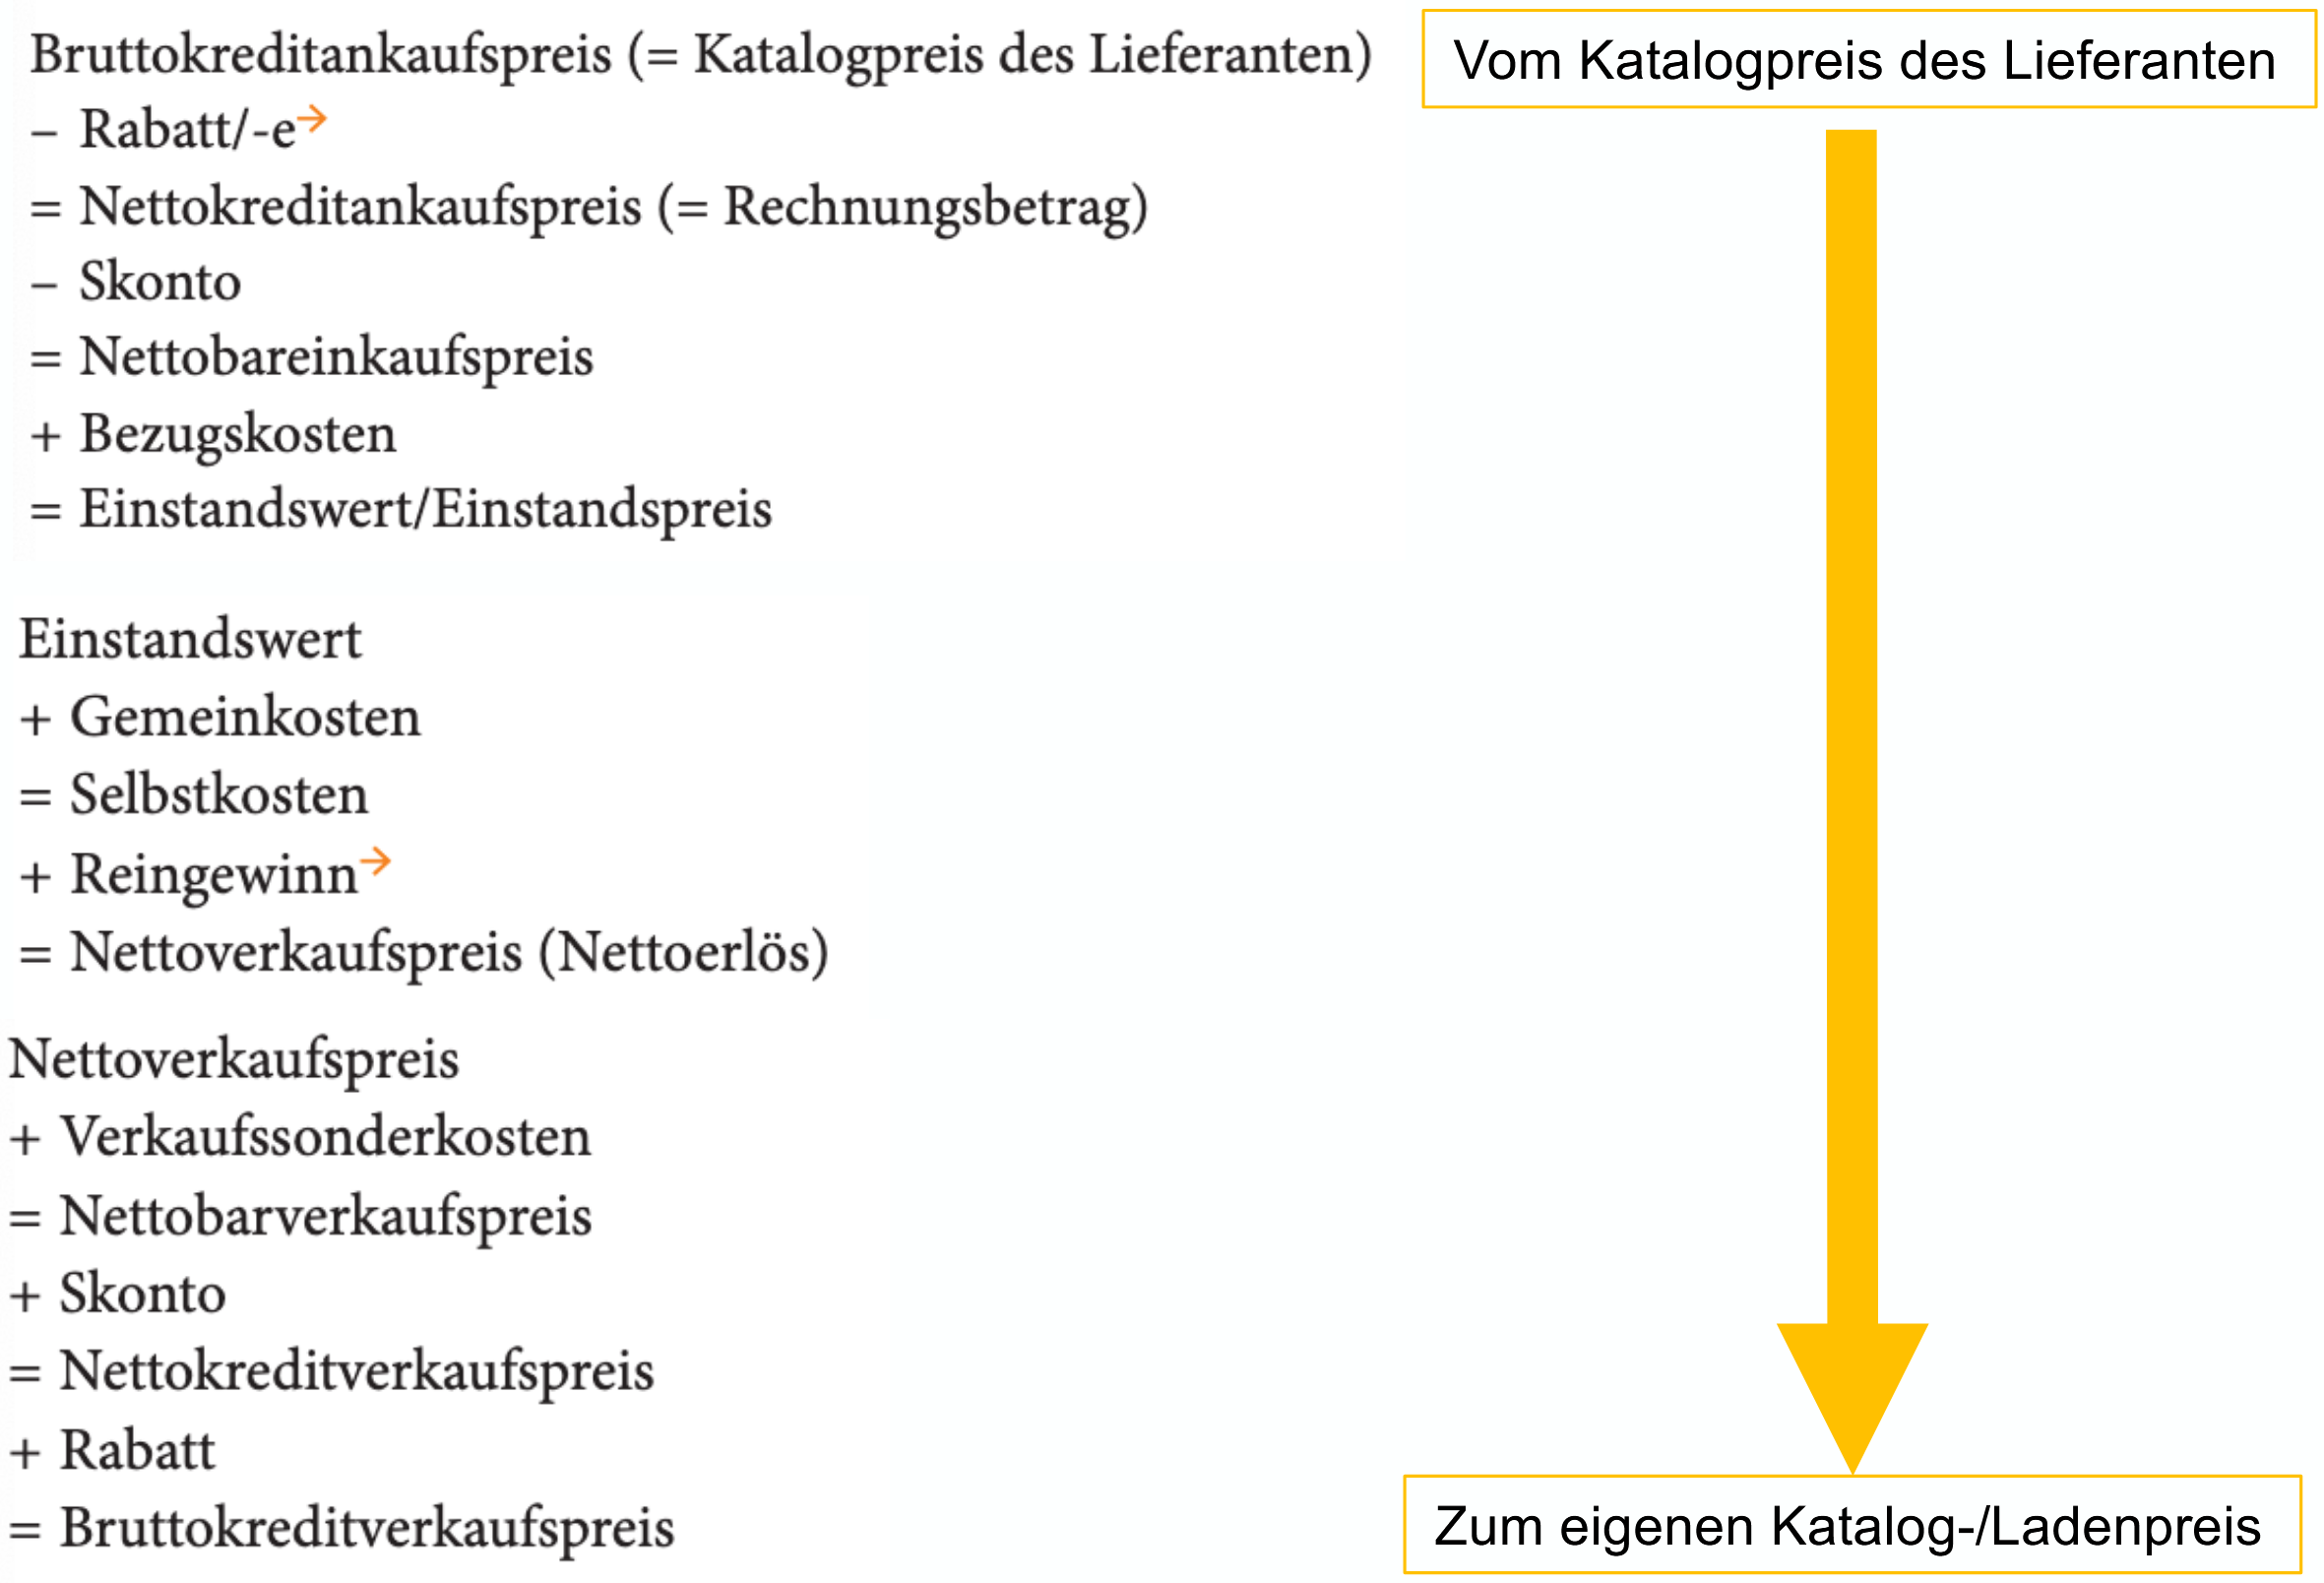 Bruttokreditankaufspreis (= Katalogpreis des Lieferanten)
– Rabatt/-e→
= Nettokreditankaufspreis (= Rechnungsbetrag)
– Skonto
= Nettobareinkaufspreis
+ Bezugskosten
= Einstandswert/Einstandspreis
Einstandswert
+ Gemeinkosten
= Selbstkosten
+ Reingewinn→
= Nettoverkaufspreis (Nettoerlös)
Nettoverkaufspreis
+ Verkaufssonderkosten
= Nettobarverkaufspreis
+ Skonto
= Nettokreditverkaufspreis
+ Rabatt
= Bruttokreditverkaufspreis
Vom Katalogpreis des Lieferanten
Zum eigenen Katalog-/Ladenpreis